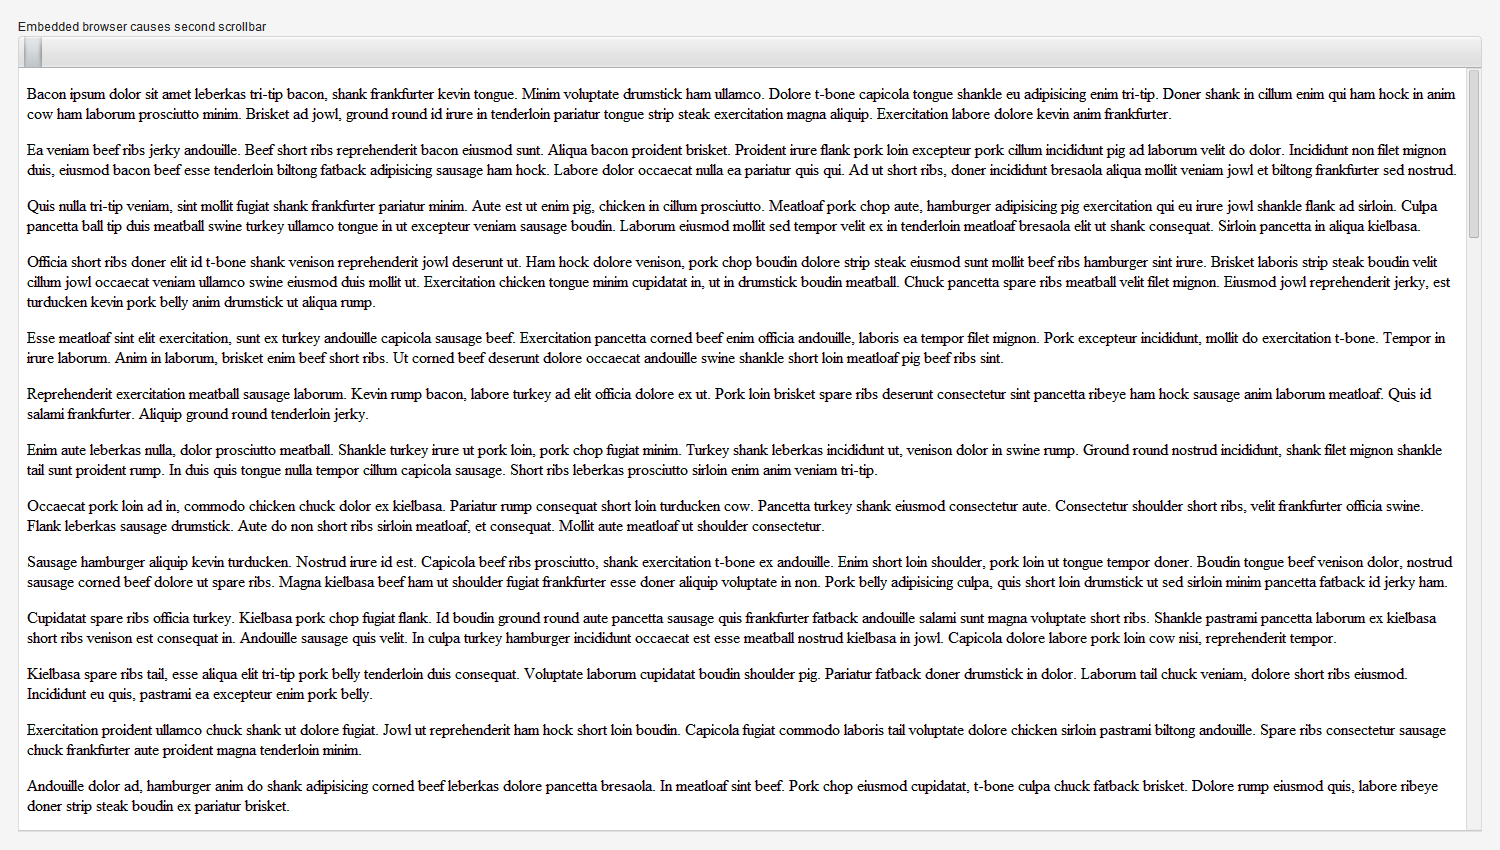 Embedded browser causes second scrollbar
Bacon ipsum dolor sit amet leberkas tri-tip bacon, shank frankfurter kevin tongue. Minim voluptate drumstick ham ullamco. Dolore t-bone capicola tongue shankle eu adipisicing enim tri-tip. Doner shank in cillum enim qui ham hock in anim
cow ham laborum prosciutto minim. Brisket ad jowl, ground round id irure in tenderloin pariatur tongue strip steak exercitation magna aliquip. Exercitation labore dolore kevin anim frankfurter.
Ea veniam beef ribs jerky andouille. Beef short ribs reprehenderit bacon eiusmod sunt. Aliqua bacon proident brisket. Proident irure flank pork loin excepteur pork cillum incididunt pig ad laborum velit do dolor. Incididunt non filet mignon
duis, eiusmod bacon beef esse tenderloin biltong fatback adipisicing sausage ham hock. Labore dolor occaecat nulla ea pariatur quis qui. Ad ut short ribs, doner incididunt bresaola aliqua mollit veniam jowl et biltong frankfurter sed nostrud.
Quis nulla tri-tip veniam, sint mollit fugiat shank frankfurter pariatur minim. Aute est ut enim pig, chicken in cillum prosciutto. Meatloaf pork chop aute, hamburger adipisicing pig exercitation qui eu irure jowl shankle flank ad sirloin. Culpa
pancetta ball tip duis meatball swine turkey ullamco tongue in ut excepteur veniam sausage boudin. Laborum eiusmod mollit sed tempor velit ex in tenderloin meatloaf bresaola elit ut shank consequat. Sirloin pancetta in aliqua kielbasa.
Officia short ribs doner elit id t-bone shank venison reprehenderit jowl deserunt ut. Ham hock dolore venison, pork chop boudin dolore strip steak eiusmod sunt mollit beef ribs hamburger sint irure. Brisket laboris strip steak boudin velit
cillum jowl occaecat veniam ullamco swine eiusmod duis mollit ut. Exercitation chicken tongue minim cupidatat in, ut in drumstick boudin meatball. Chuck pancetta spare ribs meatball velit filet mignon. Eiusmod jowl reprehenderit jerky, est
turducken kevin pork belly anim drumstick ut aliqua rump.
Esse meatloaf sint elit exercitation, sunt ex turkey andouille capicola sausage beef. Exercitation pancetta corned beef enim officia andouille, laboris ea tempor filet mignon. Pork excepteur incididunt, mollit do exercitation t-bone. Tempor in
irure laborum. Anim in laborum, brisket enim beef short ribs. Ut corned beef deserunt dolore occaecat andouille swine shankle short loin meatloaf pig beef ribs sint.
Reprehenderit exercitation meatball sausage laborum. Kevin rump bacon, labore turkey ad elit officia dolore ex ut. Pork loin brisket spare ribs deserunt consectetur sint pancetta ribeye ham hock sausage anim laborum meatloaf. Quis id
salami frankfurter. Aliquip ground round tenderloin jerky.
Enim aute leberkas nulla, dolor prosciutto meatball. Shankle turkey irure ut pork loin, pork chop fugiat minim. Turkey shank leberkas incididunt ut, venison dolor in swine rump. Ground round nostrud incididunt, shank filet mignon shankle
tail sunt proident rump. In duis quis tongue nulla tempor cillum capicola sausage. Short ribs leberkas prosciutto sirloin enim anim veniam tri-tip.
Occaecat pork loin ad in, commodo chicken chuck dolor ex kielbasa. Pariatur rump consequat short loin turducken cow. Pancetta turkey shank eiusmod consectetur aute. Consectetur shoulder short ribs, velit frankfurter officia swine.
Flank leberkas sausage drumstick. Aute do non short ribs sirloin meatloaf, et consequat. Mollit aute meatloaf ut shoulder consectetur.
Sausage hamburger aliquip kevin turducken. Nostrud irure id est. Capicola beef ribs prosciutto, shank exercitation t-bone ex andouille. Enim short loin shoulder, pork loin ut tongue tempor doner. Boudin tongue beef venison dolor, nostrud
sausage corned beef dolore ut spare ribs. Magna kielbasa beef ham ut shoulder fugiat frankfurter esse doner aliquip voluptate in non. Pork belly adipisicing culpa, quis short loin drumstick ut sed sirloin minim pancetta fatback id jerky ham.
Cupidatat spare ribs officia turkey. Kielbasa pork chop fugiat flank. Id boudin ground round aute pancetta sausage quis frankfurter fatback andouille salami sunt magna voluptate short ribs. Shankle pastrami pancetta laborum ex kielbasa
short ribs venison est consequat in. Andouille sausage quis velit. In culpa turkey hamburger incididunt occaecat est esse meatball nostrud kielbasa in jowl. Capicola dolore labore pork loin cow nisi, reprehenderit tempor.
Kielbasa spare ribs tail, esse aliqua elit tri-tip pork belly tenderloin duis consequat. Voluptate laborum cupidatat boudin shoulder pig. Pariatur fatback doner drumstick in dolor. Laborum tail chuck veniam, dolore short ribs eiusmod.
Incididunt eu quis, pastrami ea excepteur enim pork belly.
Exercitation proident ullamco chuck shank ut dolore fugiat. Jowl ut reprehenderit ham hock short loin boudin. Capicola fugiat commodo laboris tail voluptate dolore chicken sirloin pastrami biltong andouille. Spare ribs consectetur sausage
chuck frankfurter aute proident magna tenderloin minim.
Andouille dolor ad, hamburger anim do shank adipisicing corned beef leberkas dolore pancetta bresaola. In meatloaf sint beef. Pork chop eiusmod cupidatat, t-bone culpa chuck fatback brisket. Dolore rump eiusmod quis, labore ribeye
doner strip steak boudin ex pariatur brisket.